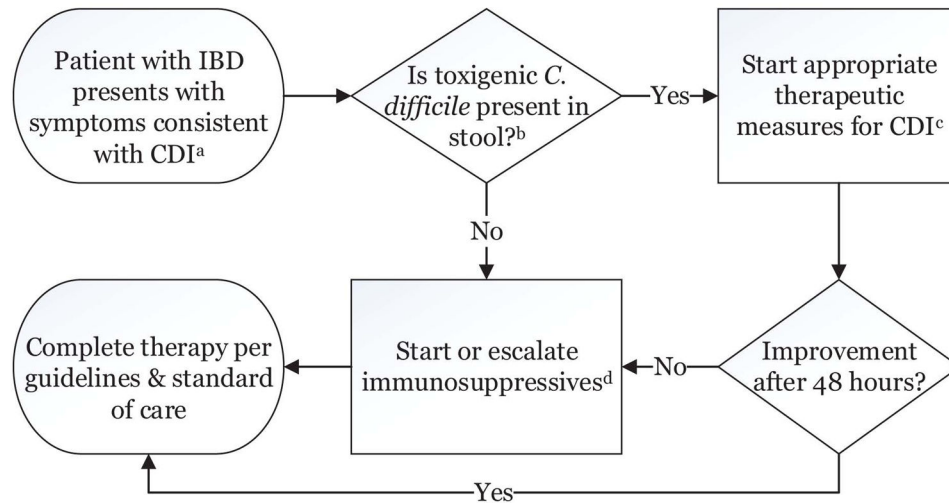 Patient with IBD
presents with
symptoms consistent
with CDIᵃ
Is toxigenic C.
difficile present in
stool?ᵇ
Yes
Start appropriate
therapeutic
measures for CDIᶜ
No
Complete therapy per
guidelines & standard
of care
Start or escalate
immunosuppressivesᵈ
No
Improvement
after 48 hours?
Yes